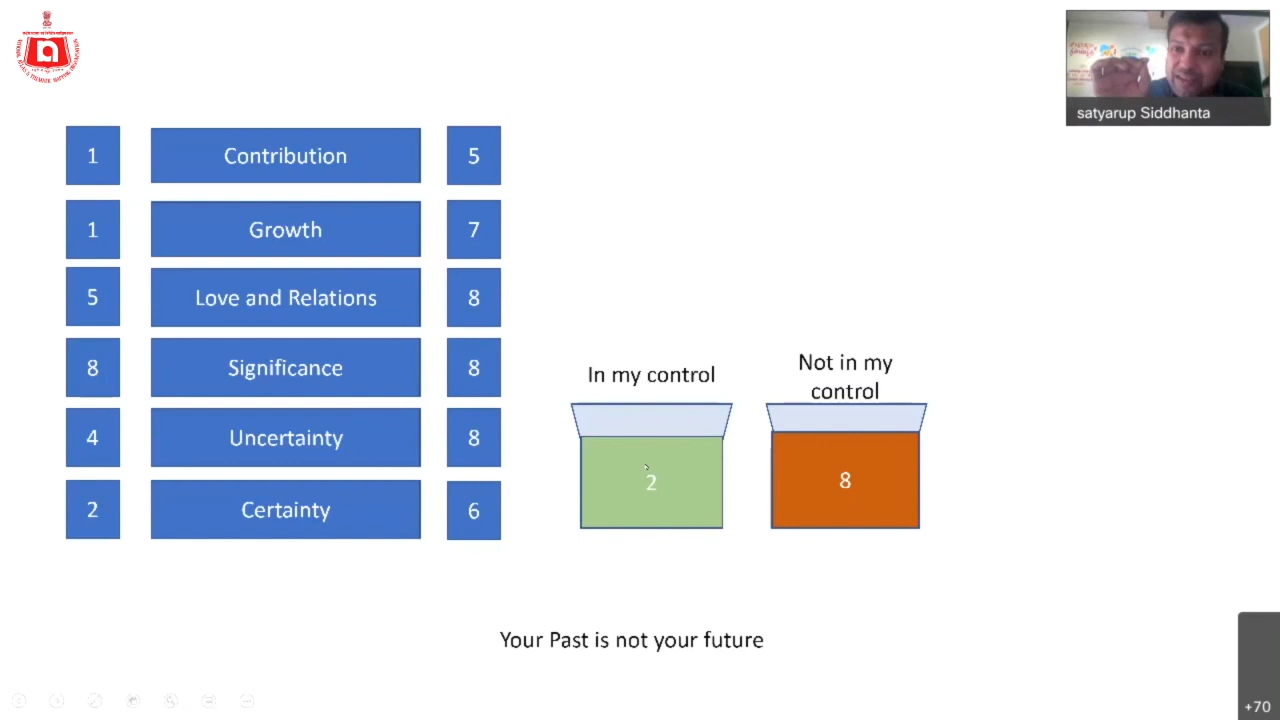 satyarup Siddhanta
1 Contribution 5
1 Growth 7
5 Love and Relations 8
8 Significance 8
4 Uncertainty 8
2 Certainty 6
In my control
Not in my
control
2
8
Your Past is not your future
+70